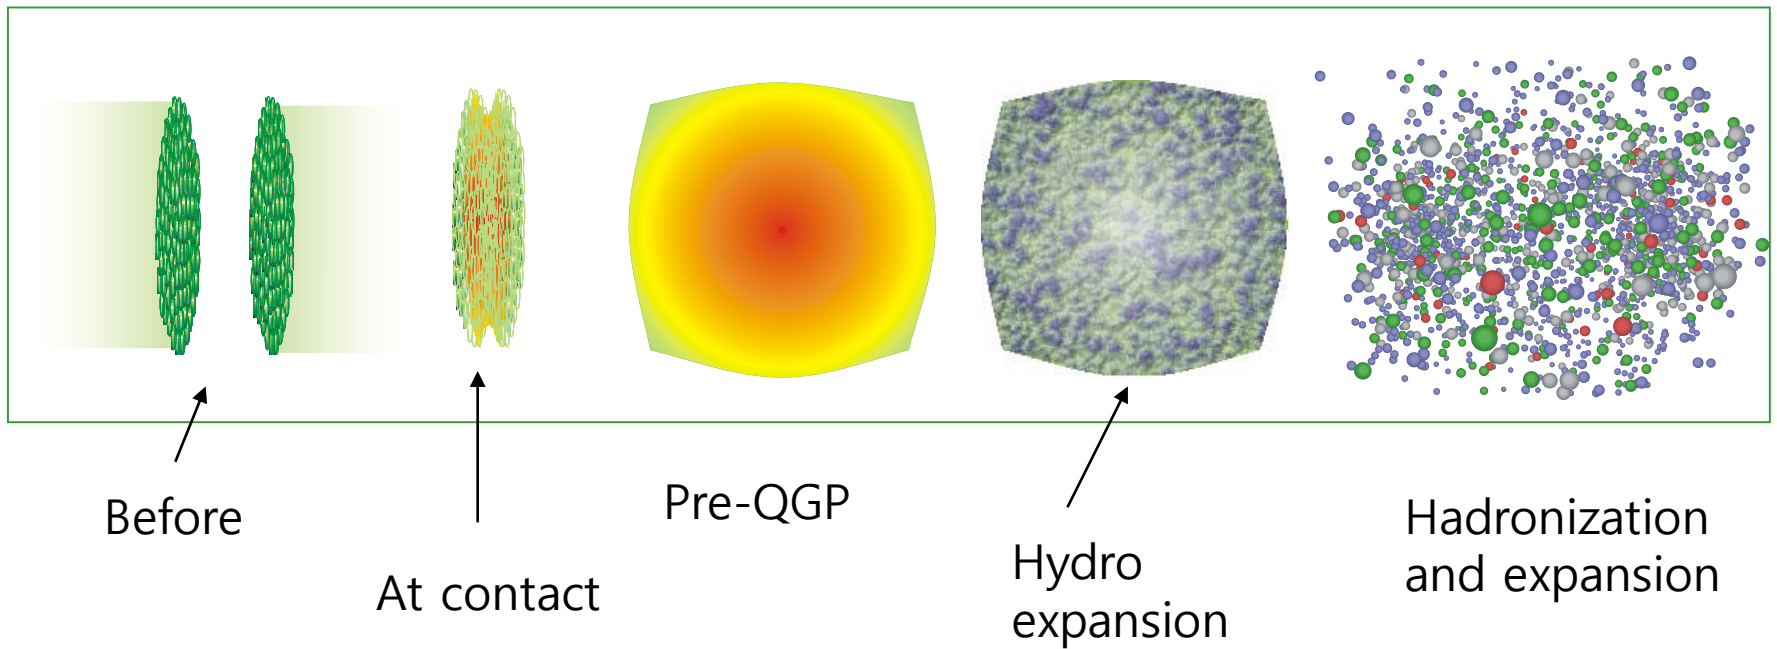 Before
At contact
Pre-QGP
Hydro
expansion
Hadronization
and expansion